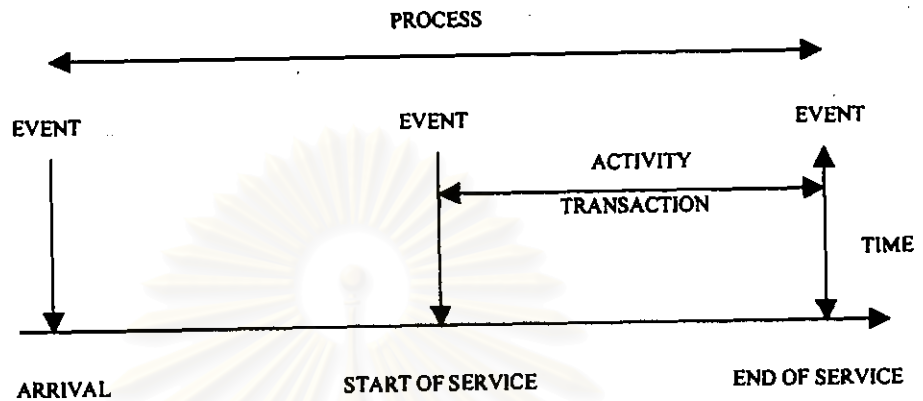 PROCESS
EVENT
EVENT
EVENT
ACTIVITY
TRANSACTION
TIME
ARRIVAL
START OF SERVICE
END OF SERVICE